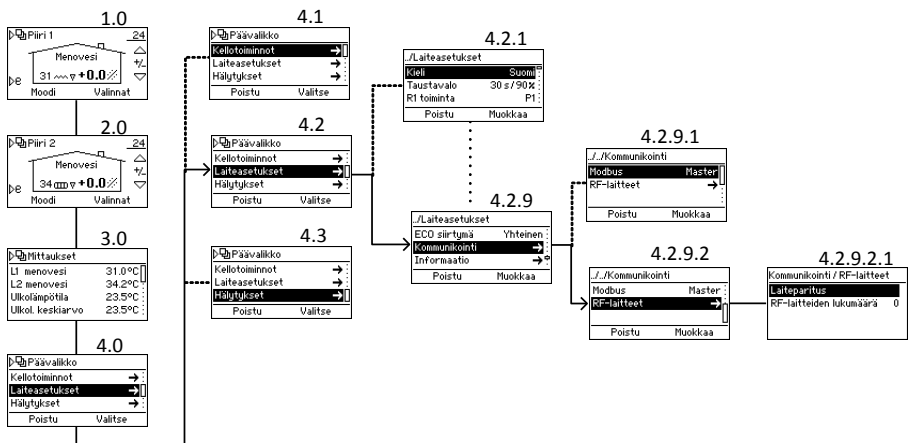 1.0
Piiri 1 24
Menovesi
+/-
31 +0.0
e
Moodi Valinnat
2.0
Piiri 2 24
Menovesi
+/-
34 +0.0
e
Moodi Valinnat
3.0
Mittaukset
L1 menovesi 31.0°C
L2 menovesi 34.2°C
Ulkolämpötila 23.5°C
Ulkol. keskiarvo 23.5°C
4.0
Päävalikko
Kellotoiminnot →
Laiteasetukset →
Hälytykset →
Poistu Valitse
4.1
Päävalikko
Kellotoiminnot →
Laiteasetukset →
Hälytykset →
Poistu Valitse
4.2
Päävalikko
Kellotoiminnot →
Laiteasetukset →
Hälytykset →
Poistu Valitse
4.3
Päävalikko
Kellotoiminnot →
Laiteasetukset →
Hälytykset →
Poistu Valitse
4.2.1
../Laiteasetukset
Kieli Suomi
Taustavalo 30 s/90%
R1 toiminta P1
Poistu Muokkaa
4.2.9
../Laiteasetukset
ECO siirtymä Yhteinen
Kommunikointi →
Informaatio →
Poistu Muokkaa
4.2.9.1
../../Kommunikointi
Modbus Master
RF-laitteet →
Poistu Muokkaa
4.2.9.2
../../Kommunikointi
Modbus Master
RF-laitteet →
Poistu Muokkaa
4.2.9.2.1
Kommunikointi / RF-laitteet
Laiteparitus
RF-laitteiden lukumäärä 0